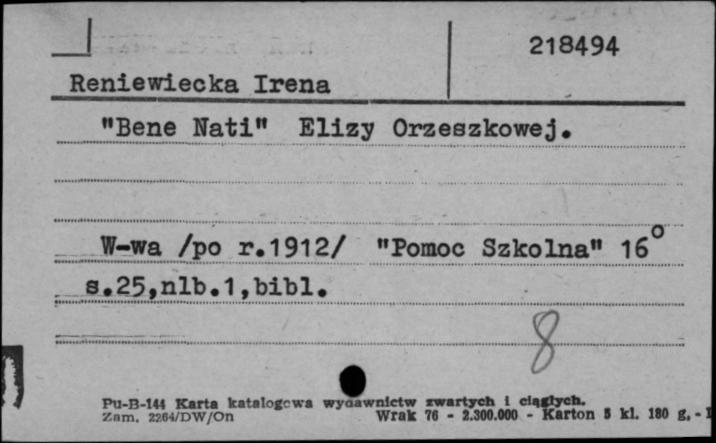 218494
Reniewiecka Irena
"Bene Nati" Elizy Orzeszkowej.
W-wa /po r.1912/ "Pomoc Szkolna" 16°
s.25,nlb.1,bibl.
8
Pu-B-144 Karta katalogowa wydawnictw zwartych i ciągłych.
Zam. 2264/DW/On Wrak 76 - 2.300.000 - Karton 5 kl. 180 g. -